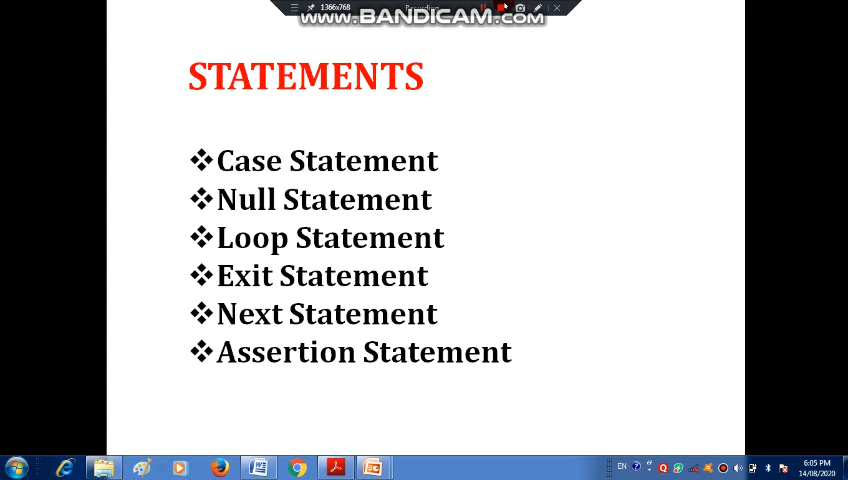 1366x768
Recording
WWW.BANDICAM.COM
STATEMENTS
❖Case Statement
❖Null Statement
❖Loop Statement
❖Exit Statement
❖Next Statement
❖Assertion Statement
EN
6:05 PM
14/08/2020